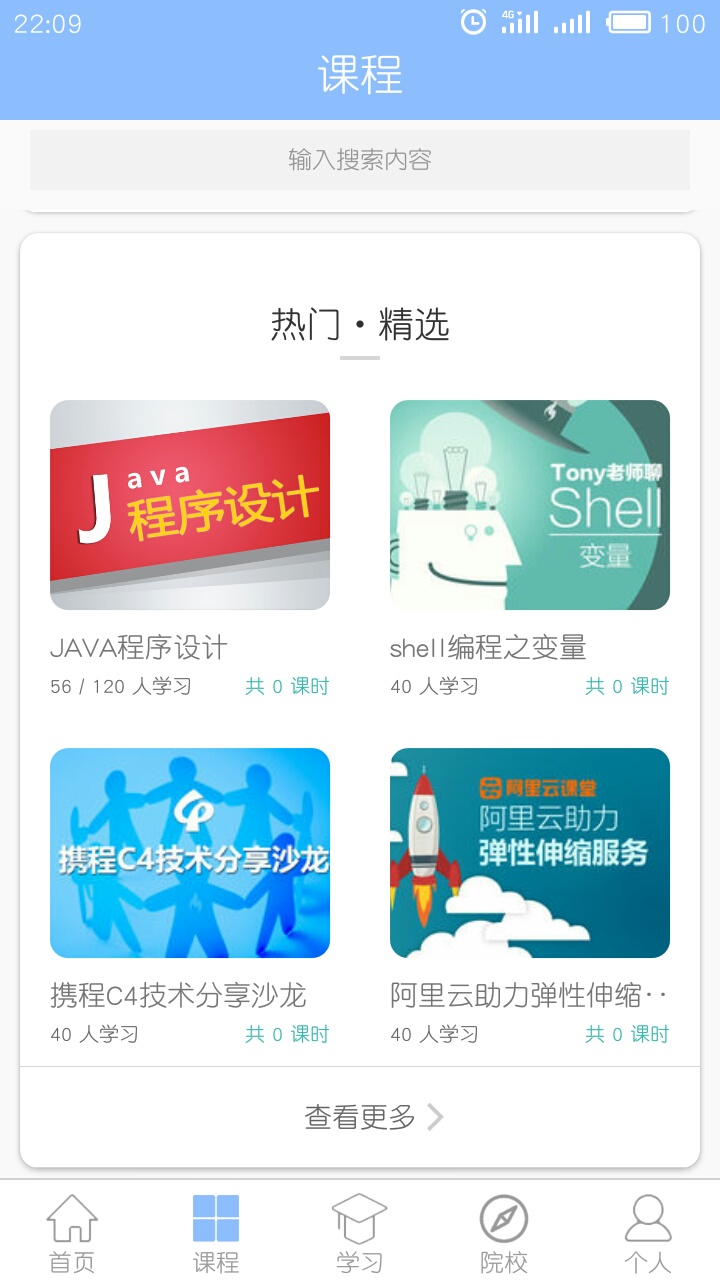 22:09
4G
100
课程
输入搜索内容
热门·精选
Java
程序设计
Tony老师聊
Shell
变量
JAVA程序设计
56 / 120 人学习
共 0 课时
shell编程之变量
40 人学习
共 0 课时
携程C4技术分享沙龙
阿里云课堂
阿里云助力
弹性伸缩服务
携程C4技术分享沙龙
40 人学习
共 0 课时
阿里云助力弹性伸缩··
40 人学习
共 0 课时
查看更多
首页
课程
学习
院校
个人